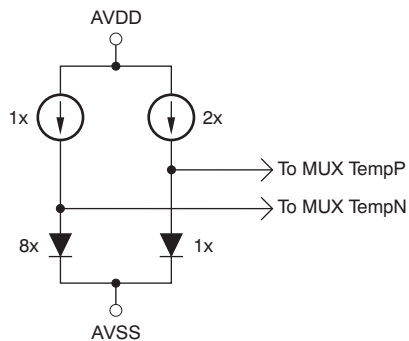 AVDD
1x
2x
To MUX TempP
To MUX TempN
8x
1x
AVSS